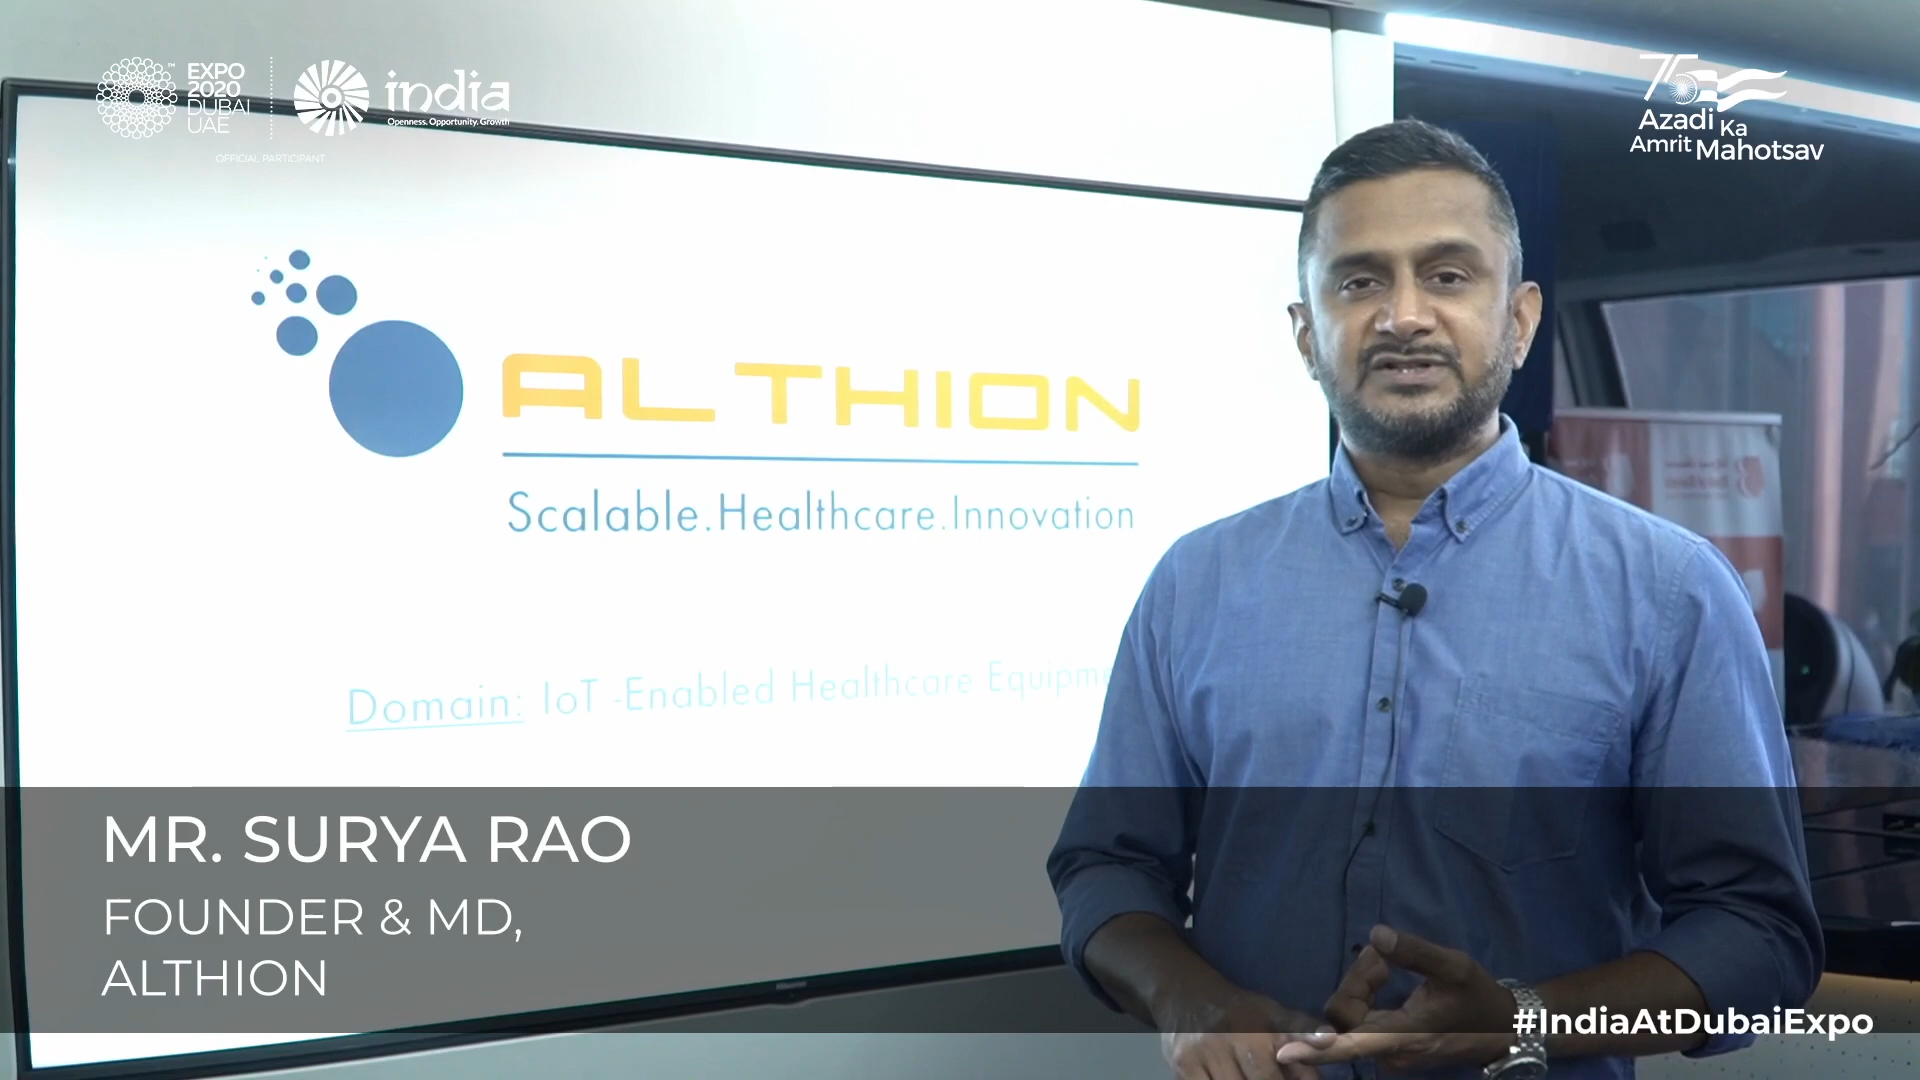 EXPO
2020
DUBAI
UAE
india
Openness. Opportunity. Growth
OFFICIAL PARTICIPANT
75
Azadi Ka
Amrit Mahotsav
ALTHION
Scalable.Healthcare.Innovation
Domain: IoT -Enabled Healthcare
MR. SURYA RAO
FOUNDER & MD,
ALTHION
#IndiaAtDubaiExpo